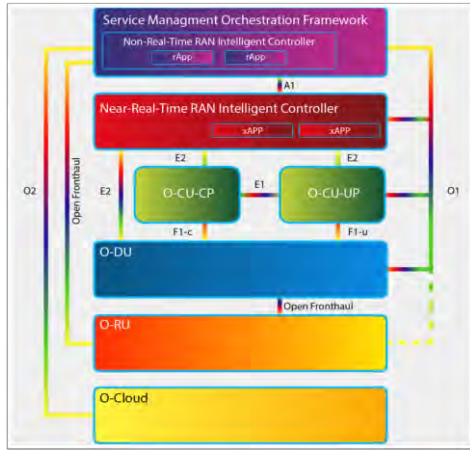 Service Managment Orchestration Framework
Non-Real-Time RAN Intelligent Controller
rApp
rApp
A1
Near-Real-Time RAN Intelligent Controller
xAPP
xAPP
O2
Open Fronthaul
E2
E2
E2
O1
O-CU-CP
E1
O-CU-UP
F1-c
F1-u
O-DU
Open Fronthaul
O-RU
O-Cloud